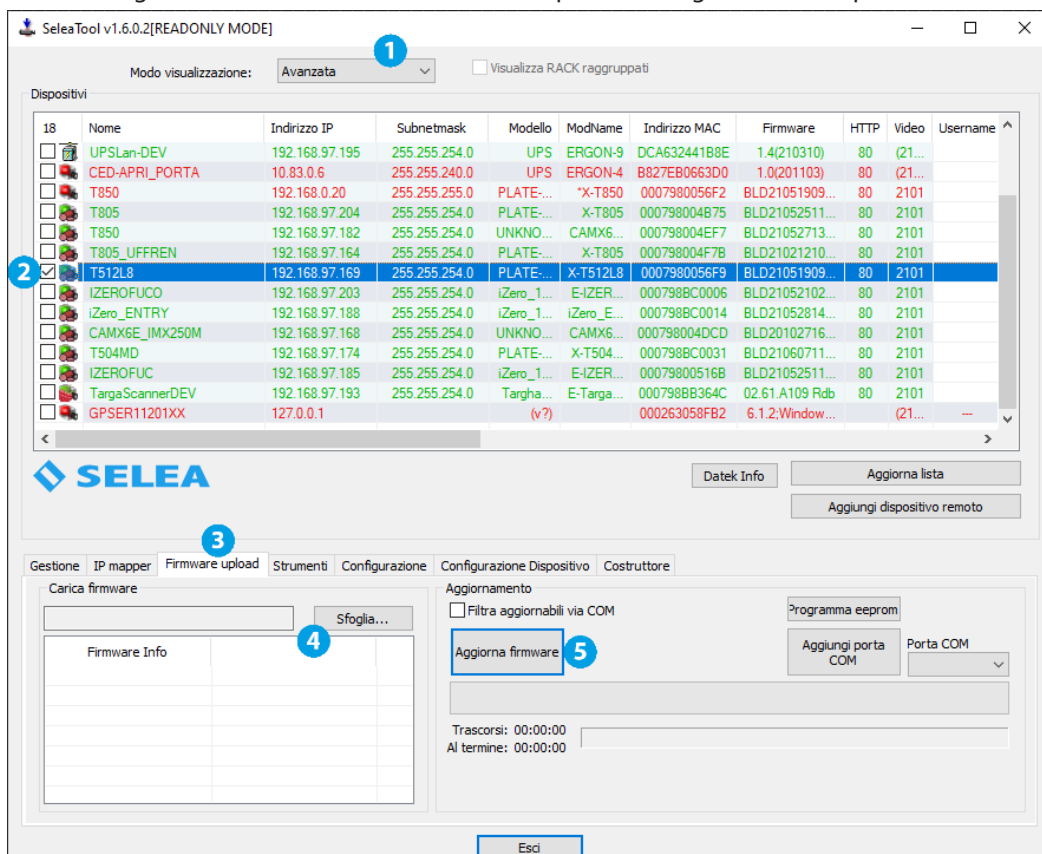 SeleaTool v1.6.0.2[READONLY MODE]
1
Modo visualizzazione: Avanzata Visualizza RACK raggruppati
Dispositivi
18 Nome Indirizzo IP Subnetmask Modello ModName Indirizzo MAC Firmware HTTP Video Username
UPSLan-DEV 192.168.97.195 255.255.254.0 UPS ERGON-9 DCA632441B8E 1.4(210310) 80 (21...
CED-APRI_PORTA 10.83.0.6 255.255.240.0 UPS ERGON-4 B827EB0663D0 1.0(201103) 80 (21...
T850 192.168.0.20 255.255.255.0 PLATE-... *X-T850 0007980056F2 BLD21051909... 80 2101
T805 192.168.97.204 255.255.254.0 PLATE-... X-T805 000798004B75 BLD21052511... 80 2101
T850 192.168.97.182 255.255.254.0 UNKNO... CAMX6... 000798004EF7 BLD21052713... 80 2101
T805_UFFREN 192.168.97.164 255.255.254.0 PLATE-... X-T805 000798004F7B BLD21021210... 80 2101
2 T512L8 192.168.97.169 255.255.254.0 PLATE-... X-T512L8 0007980056F9 BLD21051909... 80 2101
IZEROFUCO 192.168.97.203 255.255.254.0 iZero_1... E-IZER... 000798BC0006 BLD21052102... 80 2101
iZero_ENTRY 192.168.97.188 255.255.254.0 iZero_1... iZero_E... 000798BC0014 BLD21052814... 80 2101
CAMX6E_IMX250M 192.168.97.168 255.255.254.0 UNKNO... CAMX6... 000798004DCD BLD20102716... 80 2101
T504MD 192.168.97.174 255.255.254.0 PLATE-... X-T504... 000798BC0031 BLD21060711... 80 2101
IZEROFUC 192.168.97.185 255.255.254.0 iZero_1... E-IZER... 00079800516B BLD21052511... 80 2101
TargaScannerDEV 192.168.97.193 255.255.254.0 Targha... E-Targa... 000798BB364C 02.61.A109 Rdb 80 2101
GPSER11201XX 127.0.0.1 (v?) 000263058FB2 6.1.2;Window... (21... ---
SELEA
Datek Info Aggiorna lista
Aggiungi dispositivo remoto
3
Gestione IP mapper Firmware upload Strumenti Configurazione Configurazione Dispositivo Costruttore
Carica firmware Aggiornamento
Sfoglia... Filtra aggiornabili via COM Programma eeprom
4
Firmware Info Aggiorna firmware 5 Aggiungi porta COM Porta COM
Trascorsi: 00:00:00
Al termine: 00:00:00
Esci